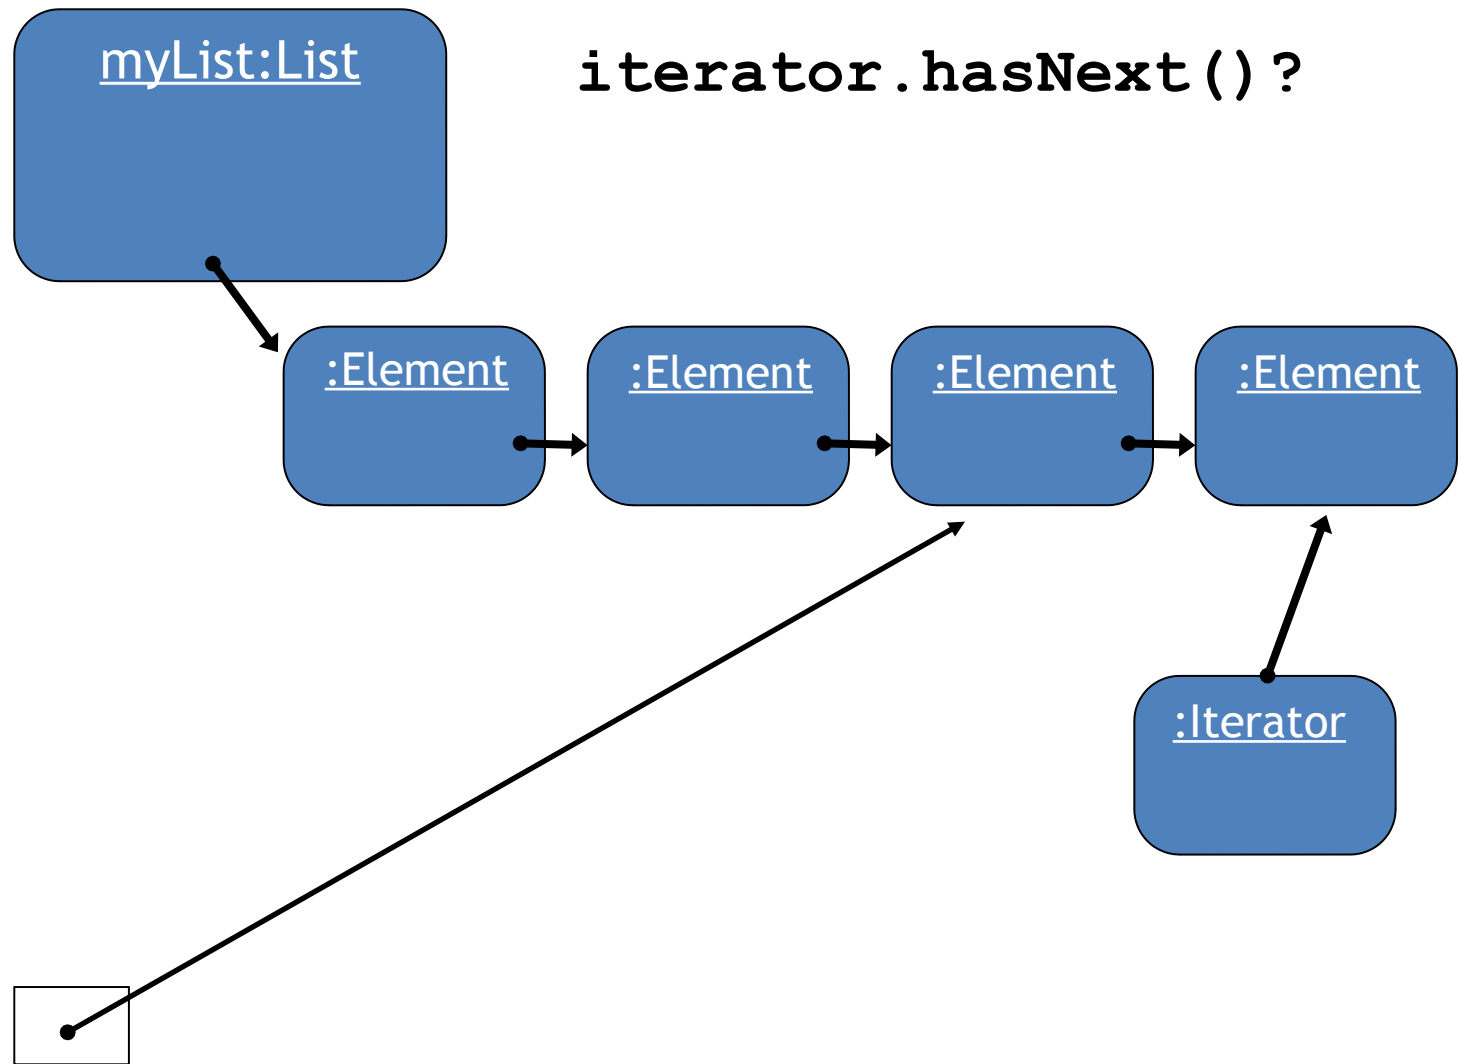 myList:List
iterator.hasNext()?
:Element
:Element
:Element
:Element
:Iterator